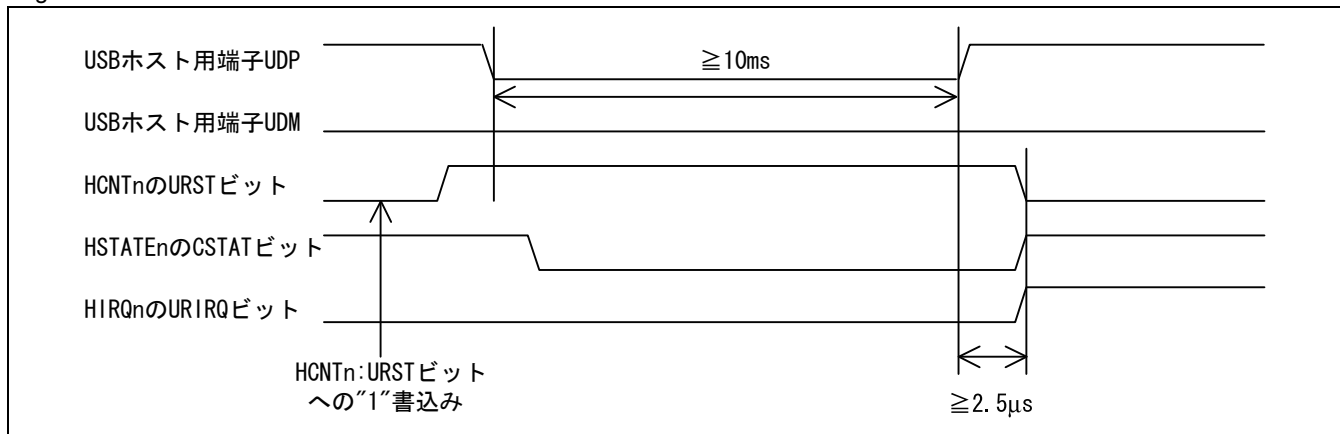 USBホスト用端子UDP
≧10ms
USBホスト用端子UDM
HCNTnのURSTビット
HSTATEnのCSTATビット
HIRQnのURIRQビット
HCNTn:URSTビット
への"1"書込み
≧2.5μs